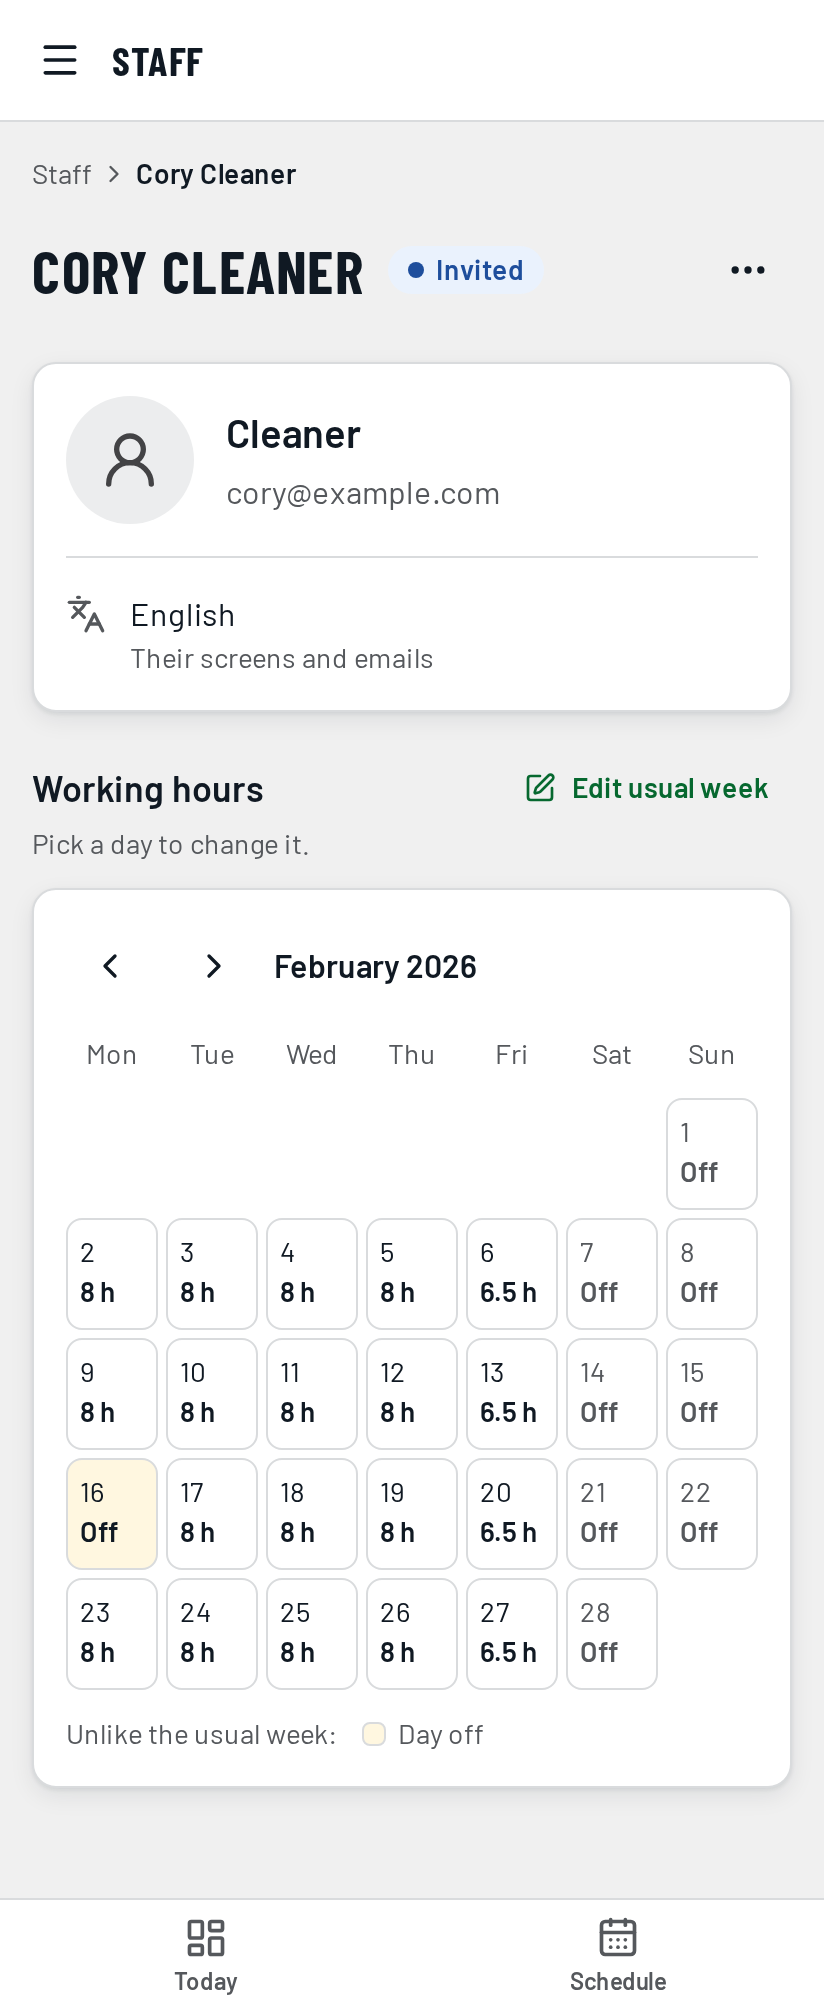 STAFF
Staff > Cory Cleaner
CORY CLEANER Invited
Cleaner
cory@example.com
English
Their screens and emails
Working hours Edit usual week
Pick a day to change it.
February 2026
Mon Tue Wed Thu Fri Sat Sun
1
Off
2 3 4 5 6 7 8
8 h 8 h 8 h 8 h 6.5 h Off Off
9 10 11 12 13 14 15
8 h 8 h 8 h 8 h 6.5 h Off Off
16 17 18 19 20 21 22
Off 8 h 8 h 8 h 6.5 h Off Off
23 24 25 26 27 28
8 h 8 h 8 h 8 h 6.5 h Off
Unlike the usual week: Day off
Today Schedule